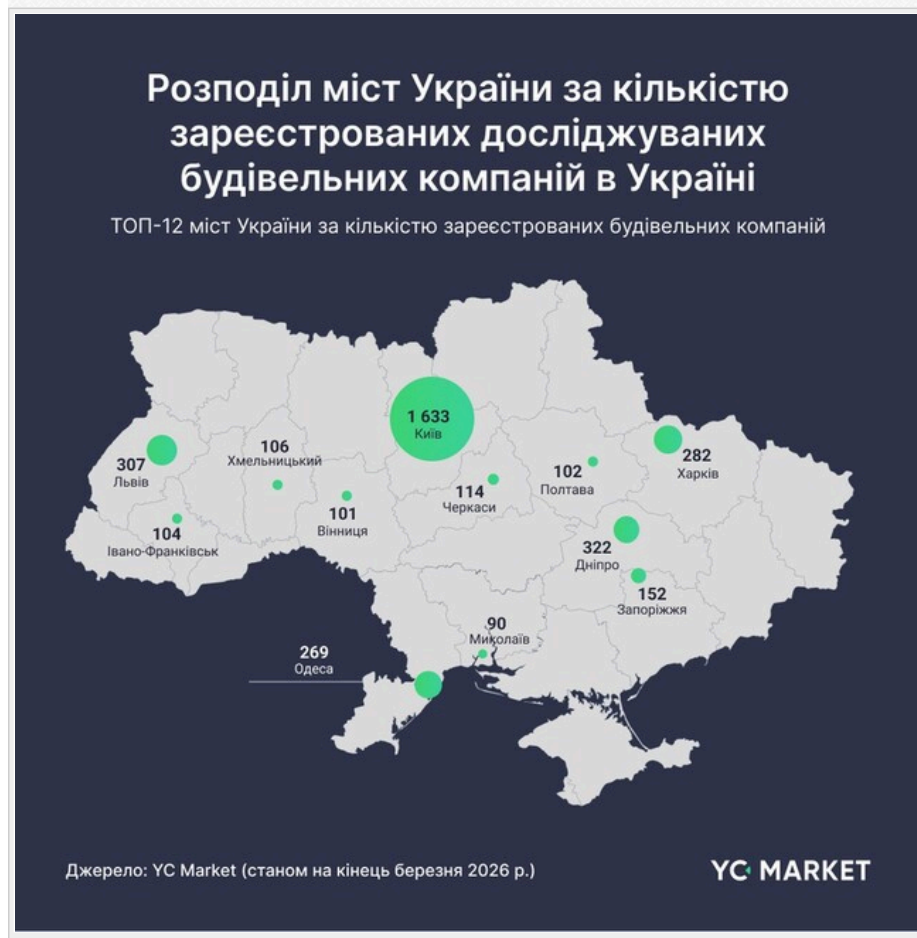 Розподіл міст України за кількістю
зареєстрованих досліджуваних
будівельних компаній в Україні
ТОП-12 міст України за кількістю зареєстрованих будівельних компаній
1 633
Київ
307
Львів
106
Хмельницький
282
Харків
114
Черкаси
102
Полтава
101
Вінниця
104
Івано-Франківськ
322
Дніпро
152
Запоріжжя
90
Миколаїв
269
Одеса
Джерело: YC Market (станом на кінець березня 2026 р.)
YC MARKET